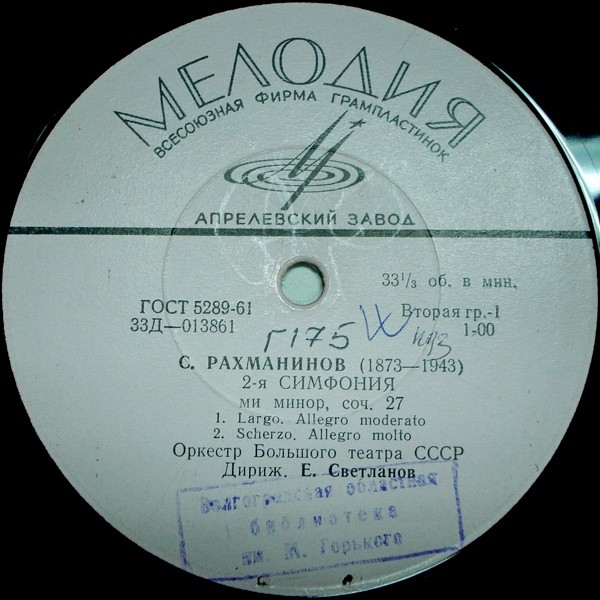 МЕЛОДИЯ
ВСЕСОЮЗНАЯ ФИРМА ГРАМПЛАСТИНОК
АПРЕЛЕВСКИЙ ЗАВОД
33⅓ об. в мин.
ГОСТ 5289-61
Вторая гр.-1
33Д—013861
1-00
Г175
С. РАХМАНИНОВ (1873—1943)
2-я СИМФОНИЯ
ми минор, соч. 27
1. Largo. Allegro moderato
2. Scherzo. Allegro molto
Оркестр Большого театра СССР
Дириж. Е. Светланов
Волгоградская областная
библиотека
им. М. Горького